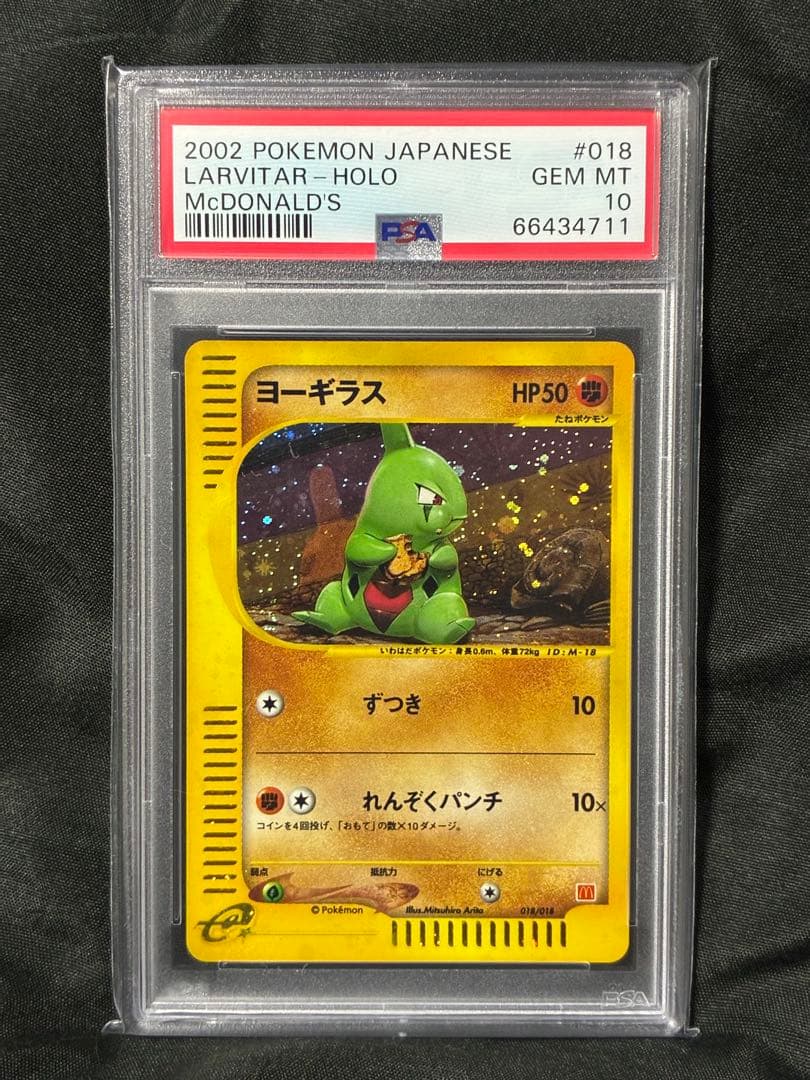 2002 POKEMON JAPANESE #018
LARVITAR-HOLO GEM MT
McDONALD'S 10
PSA 66434711
ヨーギラス HP50
たねポケモン
いわはだポケモン：身長0.6m、体重72kg ID:M-18
ずつき 10
れんぞくパンチ 10×
コインを4回投げ、「おもて」の数×10ダメージ。
弱点 抵抗力 にげる
©Pokémon Illus.Mitsuhiro Arita 018/018
e
PSA